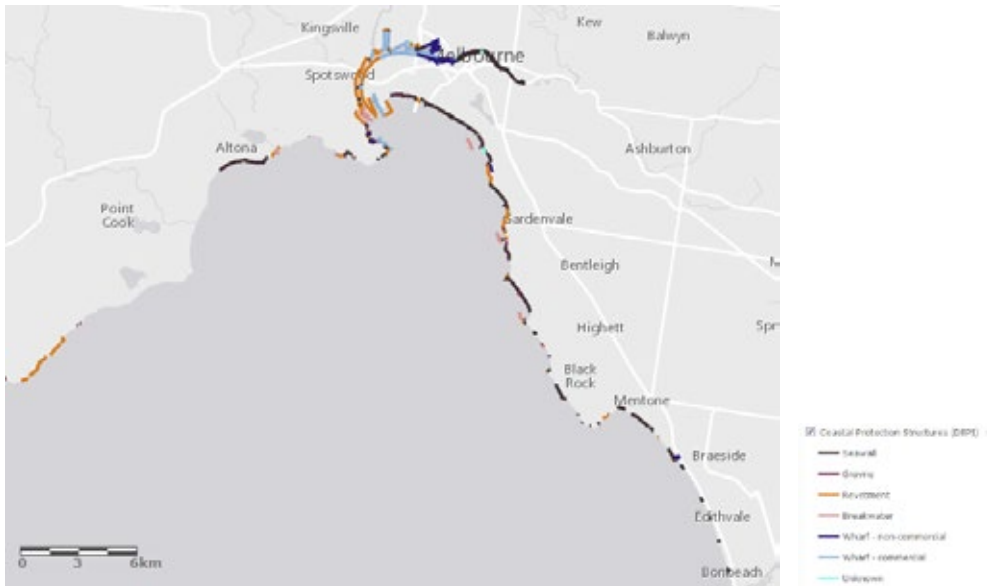 Kingsville
Kew
Balwyn
Melbourne
Spotswood
Altona
Ashburton
Point
Cook
Gardenvale
Bentleigh
Highett
Black
Rock
Mentone
Braeside
Edithvale
Bonbeach
0 3 6km
Coastal Protection Structures (DEPI)
Seawall
Groyne
Revetment
Breakwater
Wharf - non-commercial
Wharf - commercial
Unknown